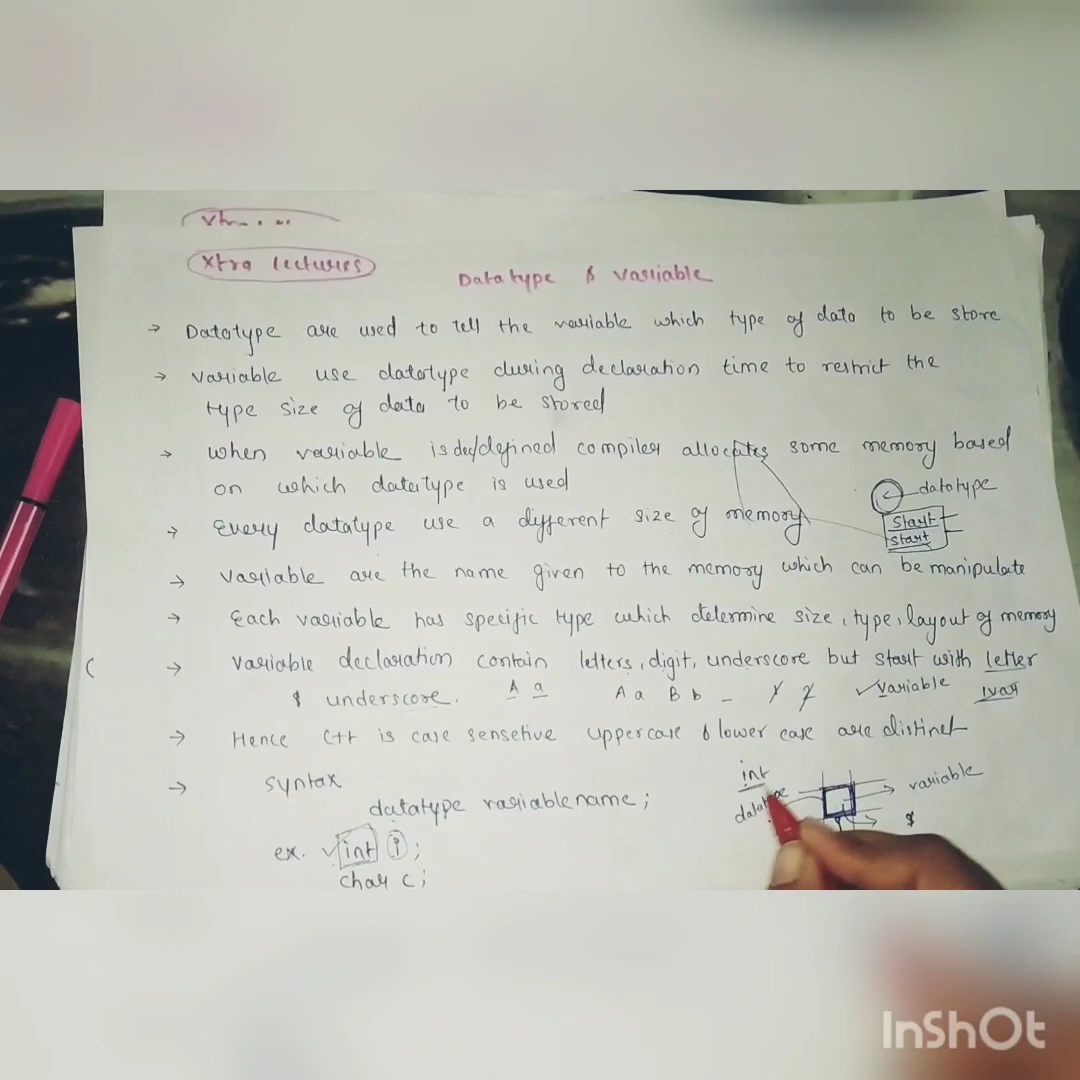 Xtra lectures
Datatype & variable
→ Datatype are used to tell the variable which type of data to be store
→ variable use datatype during declaration time to restrict the
type size of data to be stored
→ when variable is dec/defined compiler allocates some memory based
on which datatype is used
datatype
→ Every datatype use a different size of memory
start
start
→ variable are the name given to the memory which can be manipulate
→ Each variable has specific type which determine size, type, layout of memory
→ variable declaration contain letters, digit, underscore but start with letter
& underscore. A a A a B b _ ✓variable 1var
→ Hence C++ is case sensetive uppercase & lower case are distinct
→ syntax
int
datatype variablename;
variable
$
ex. √int i;
char c;
InShOt